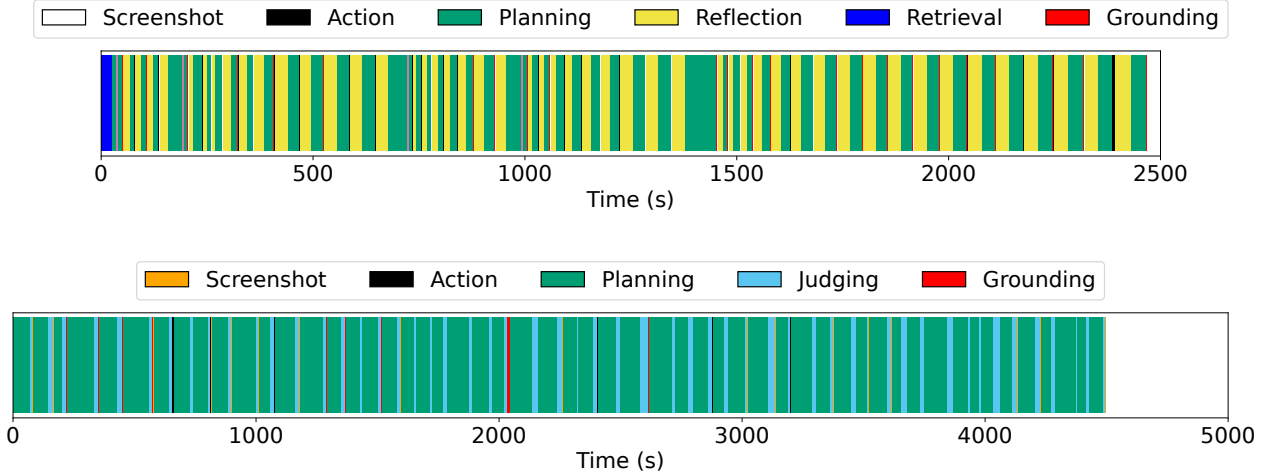 Screenshot Action Planning Reflection Retrieval Grounding
0 500 1000 1500 2000 2500
Time (s)
Screenshot Action Planning Judging Grounding
0 1000 2000 3000 4000 5000
Time (s)